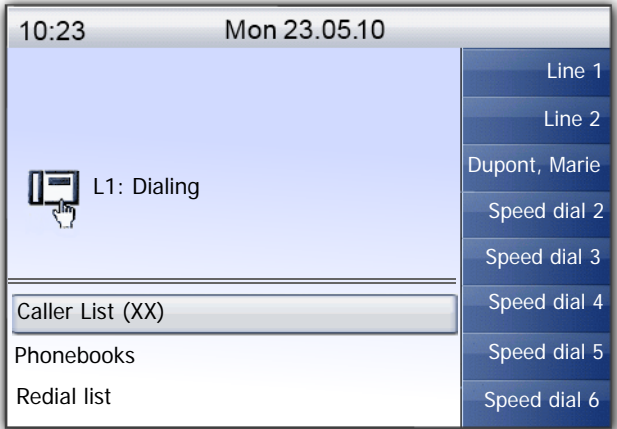 10:23 Mon 23.05.10
Line 1
Line 2
Dupont, Marie
Speed dial 2
Speed dial 3
Speed dial 4
Speed dial 5
Speed dial 6
L1: Dialing
Caller List (XX)
Phonebooks
Redial list